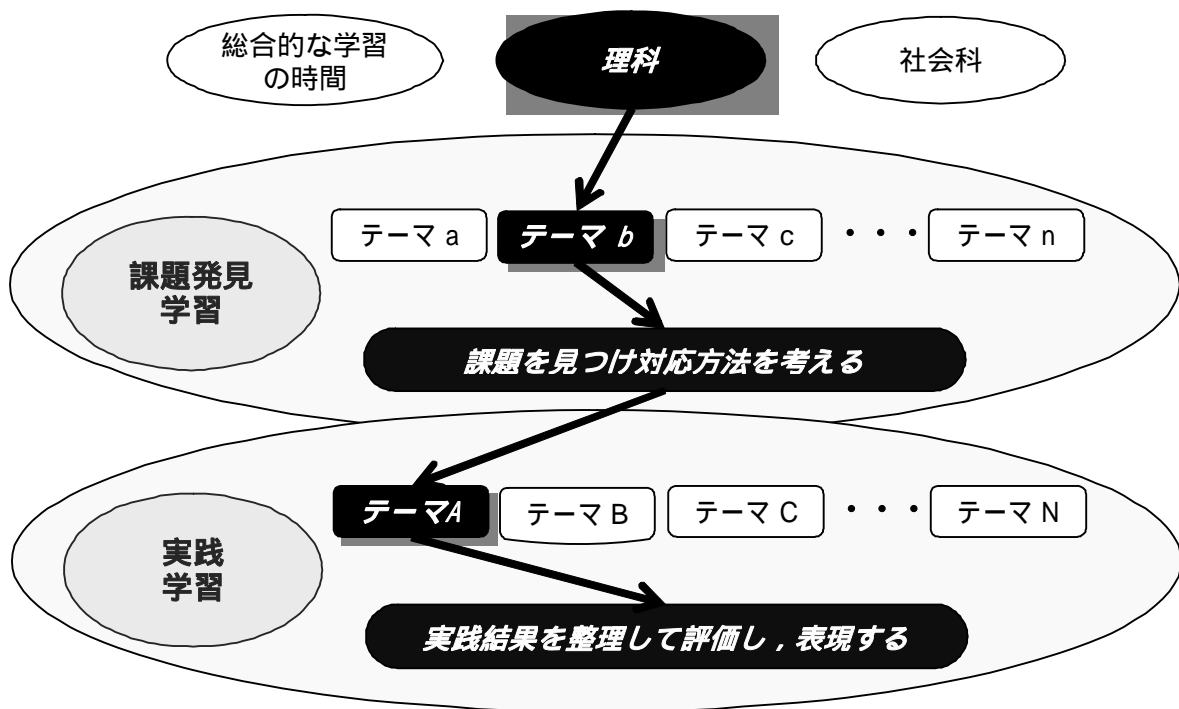 総合的な学習
の時間
理科
社会科
テーマ a
テーマ b
テーマ c
・・・
テーマ n
課題発見
学習
課題を見つけ対応方法を考える
テーマA
テーマ B
テーマ C
・・・
テーマ N
実践
学習
実践結果を整理して評価し，表現する